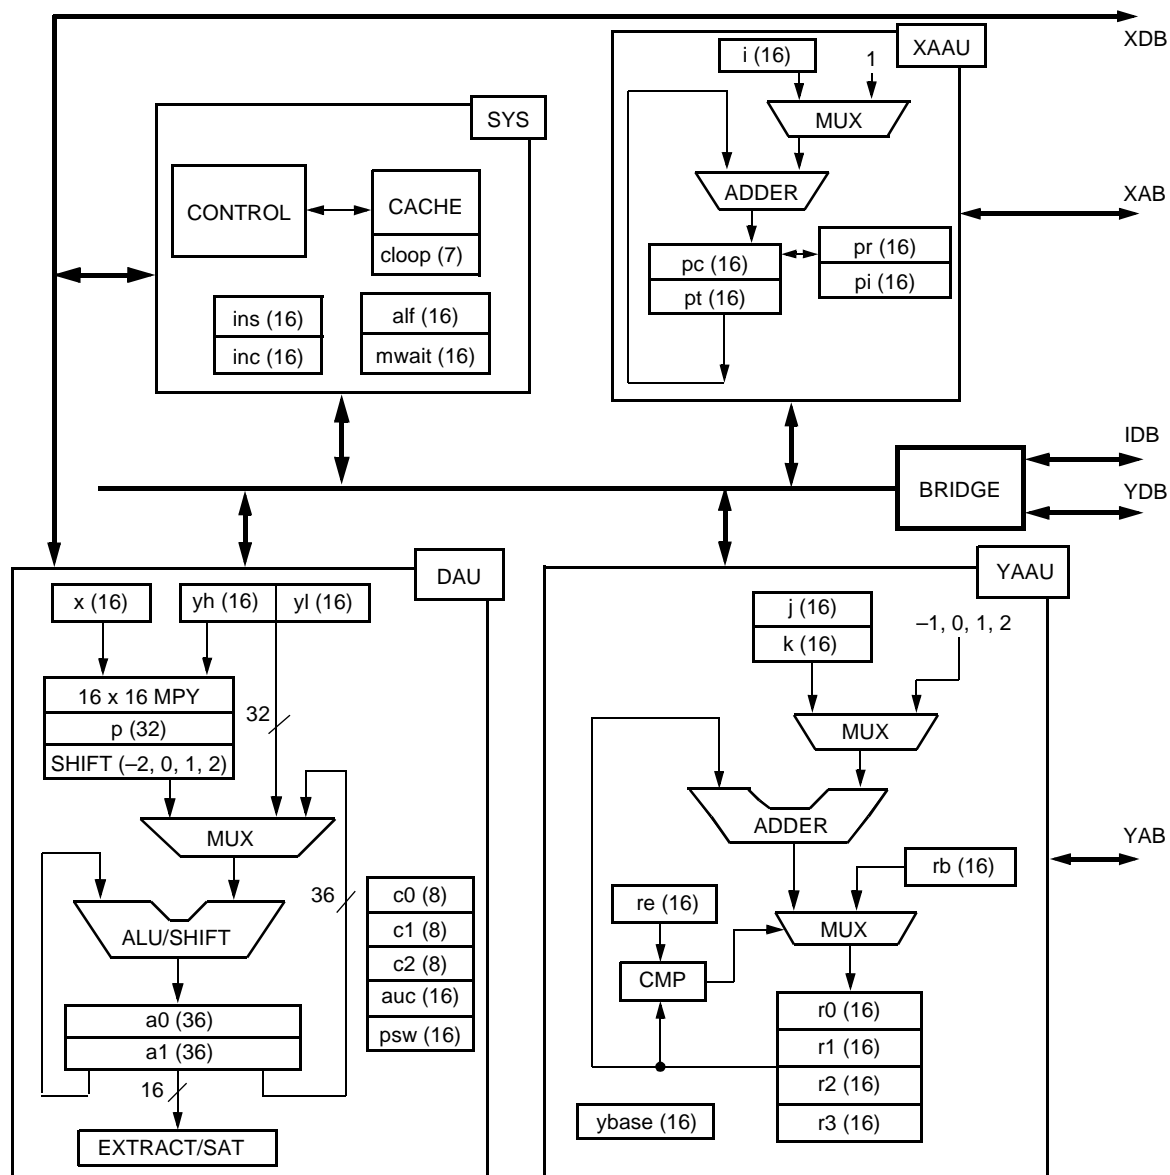 XDB
XAAU
i (16)
1
MUX
ADDER
pc (16)
pt (16)
pr (16)
pi (16)
XAB
SYS
CONTROL
CACHE
cloop (7)
ins (16)
inc (16)
alf (16)
mwait (16)
BRIDGE
IDB
YDB
DAU
x (16)
yh (16)
yl (16)
16 x 16 MPY
p (32)
SHIFT (–2, 0, 1, 2)
32
MUX
ALU/SHIFT
36
a0 (36)
a1 (36)
16
EXTRACT/SAT
c0 (8)
c1 (8)
c2 (8)
auc (16)
psw (16)
YAAU
j (16)
k (16)
–1, 0, 1, 2
MUX
ADDER
YAB
rb (16)
re (16)
MUX
CMP
r0 (16)
r1 (16)
r2 (16)
r3 (16)
ybase (16)